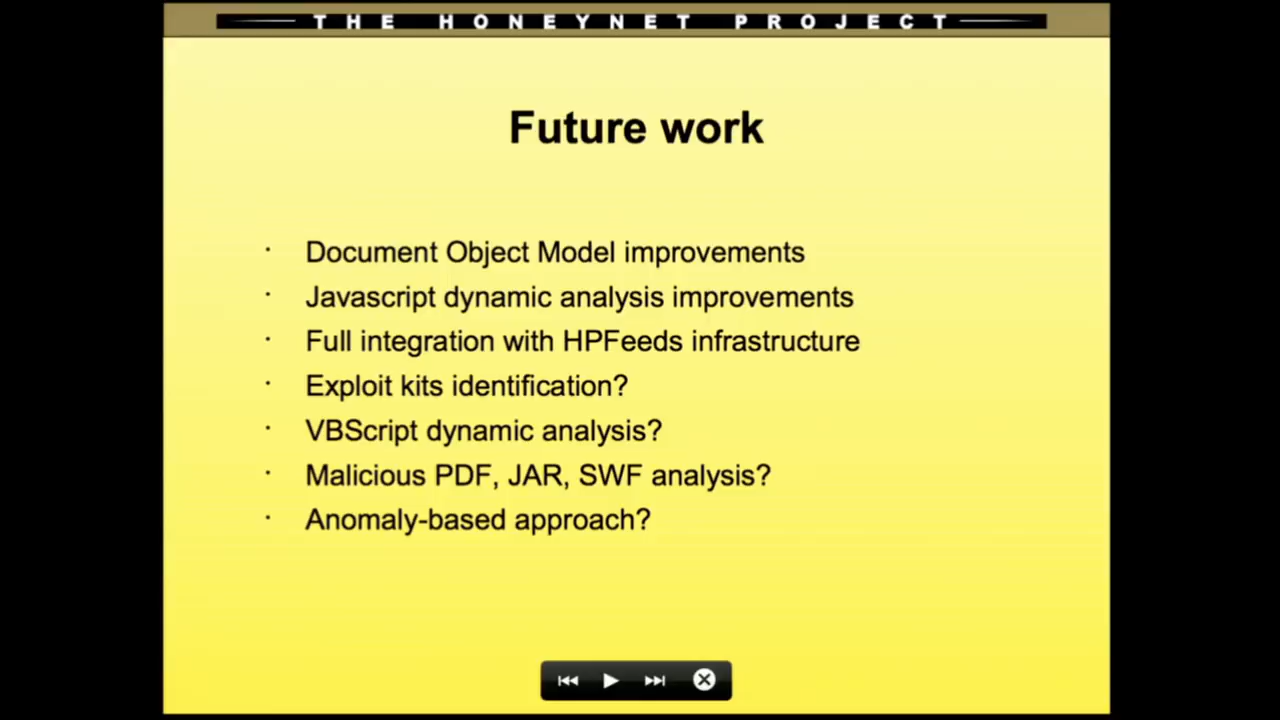 THE HONEYNET PROJECT
Future work
· Document Object Model improvements
· Javascript dynamic analysis improvements
· Full integration with HPFeeds infrastructure
· Exploit kits identification?
· VBScript dynamic analysis?
· Malicious PDF, JAR, SWF analysis?
· Anomaly-based approach?